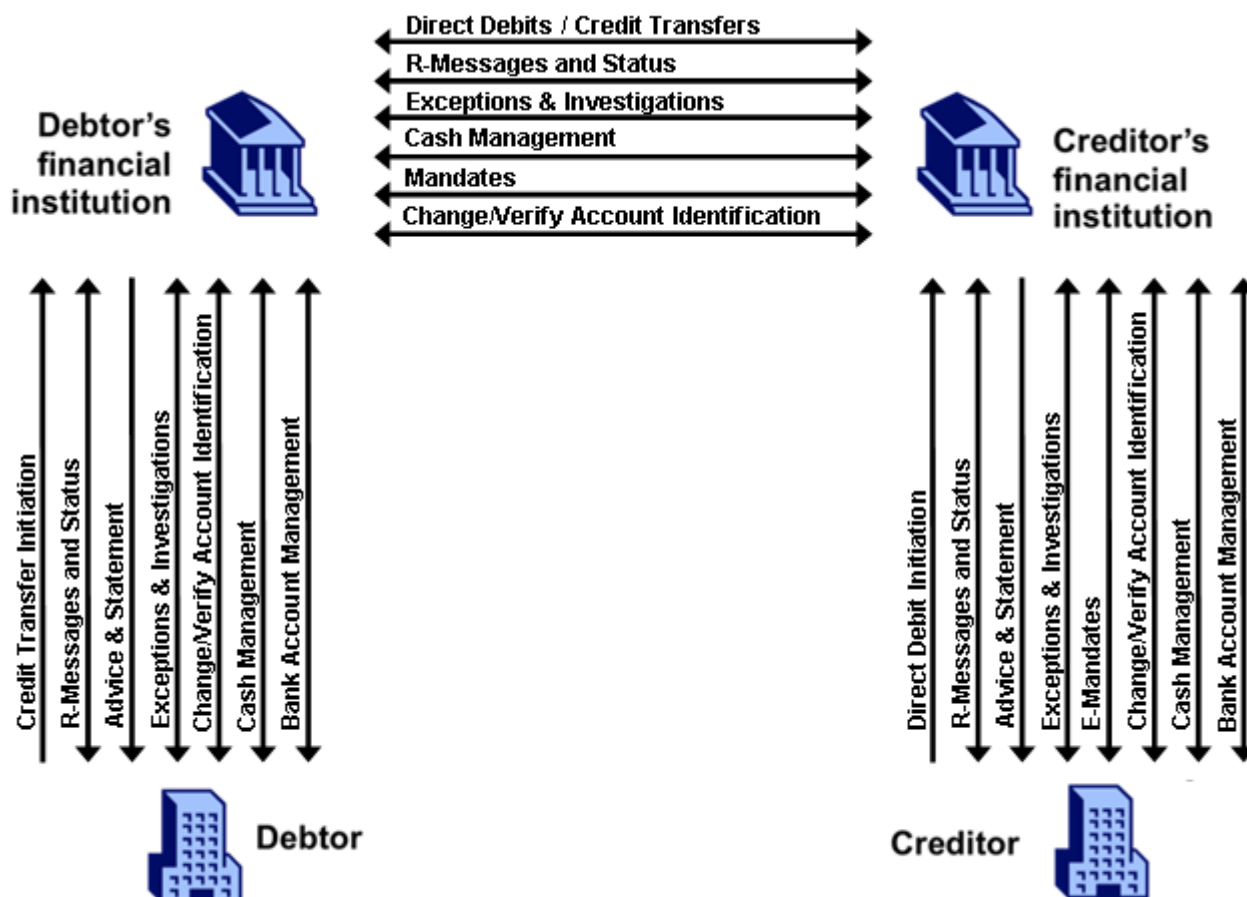 Direct Debits / Credit Transfers
R-Messages and Status
Exceptions & Investigations
Cash Management
Mandates
Change/Verify Account Identification
Debtor's
financial
institution
Creditor's
financial
institution
Credit Transfer Initiation
R-Messages and Status
Advice & Statement
Exceptions & Investigations
Change/Verify Account Identification
Cash Management
Bank Account Management
Direct Debit Initiation
R-Messages and Status
Advice & Statement
Exceptions & Investigations
E-Mandates
Change/Verify Account Identification
Cash Management
Bank Account Management
Debtor
Creditor